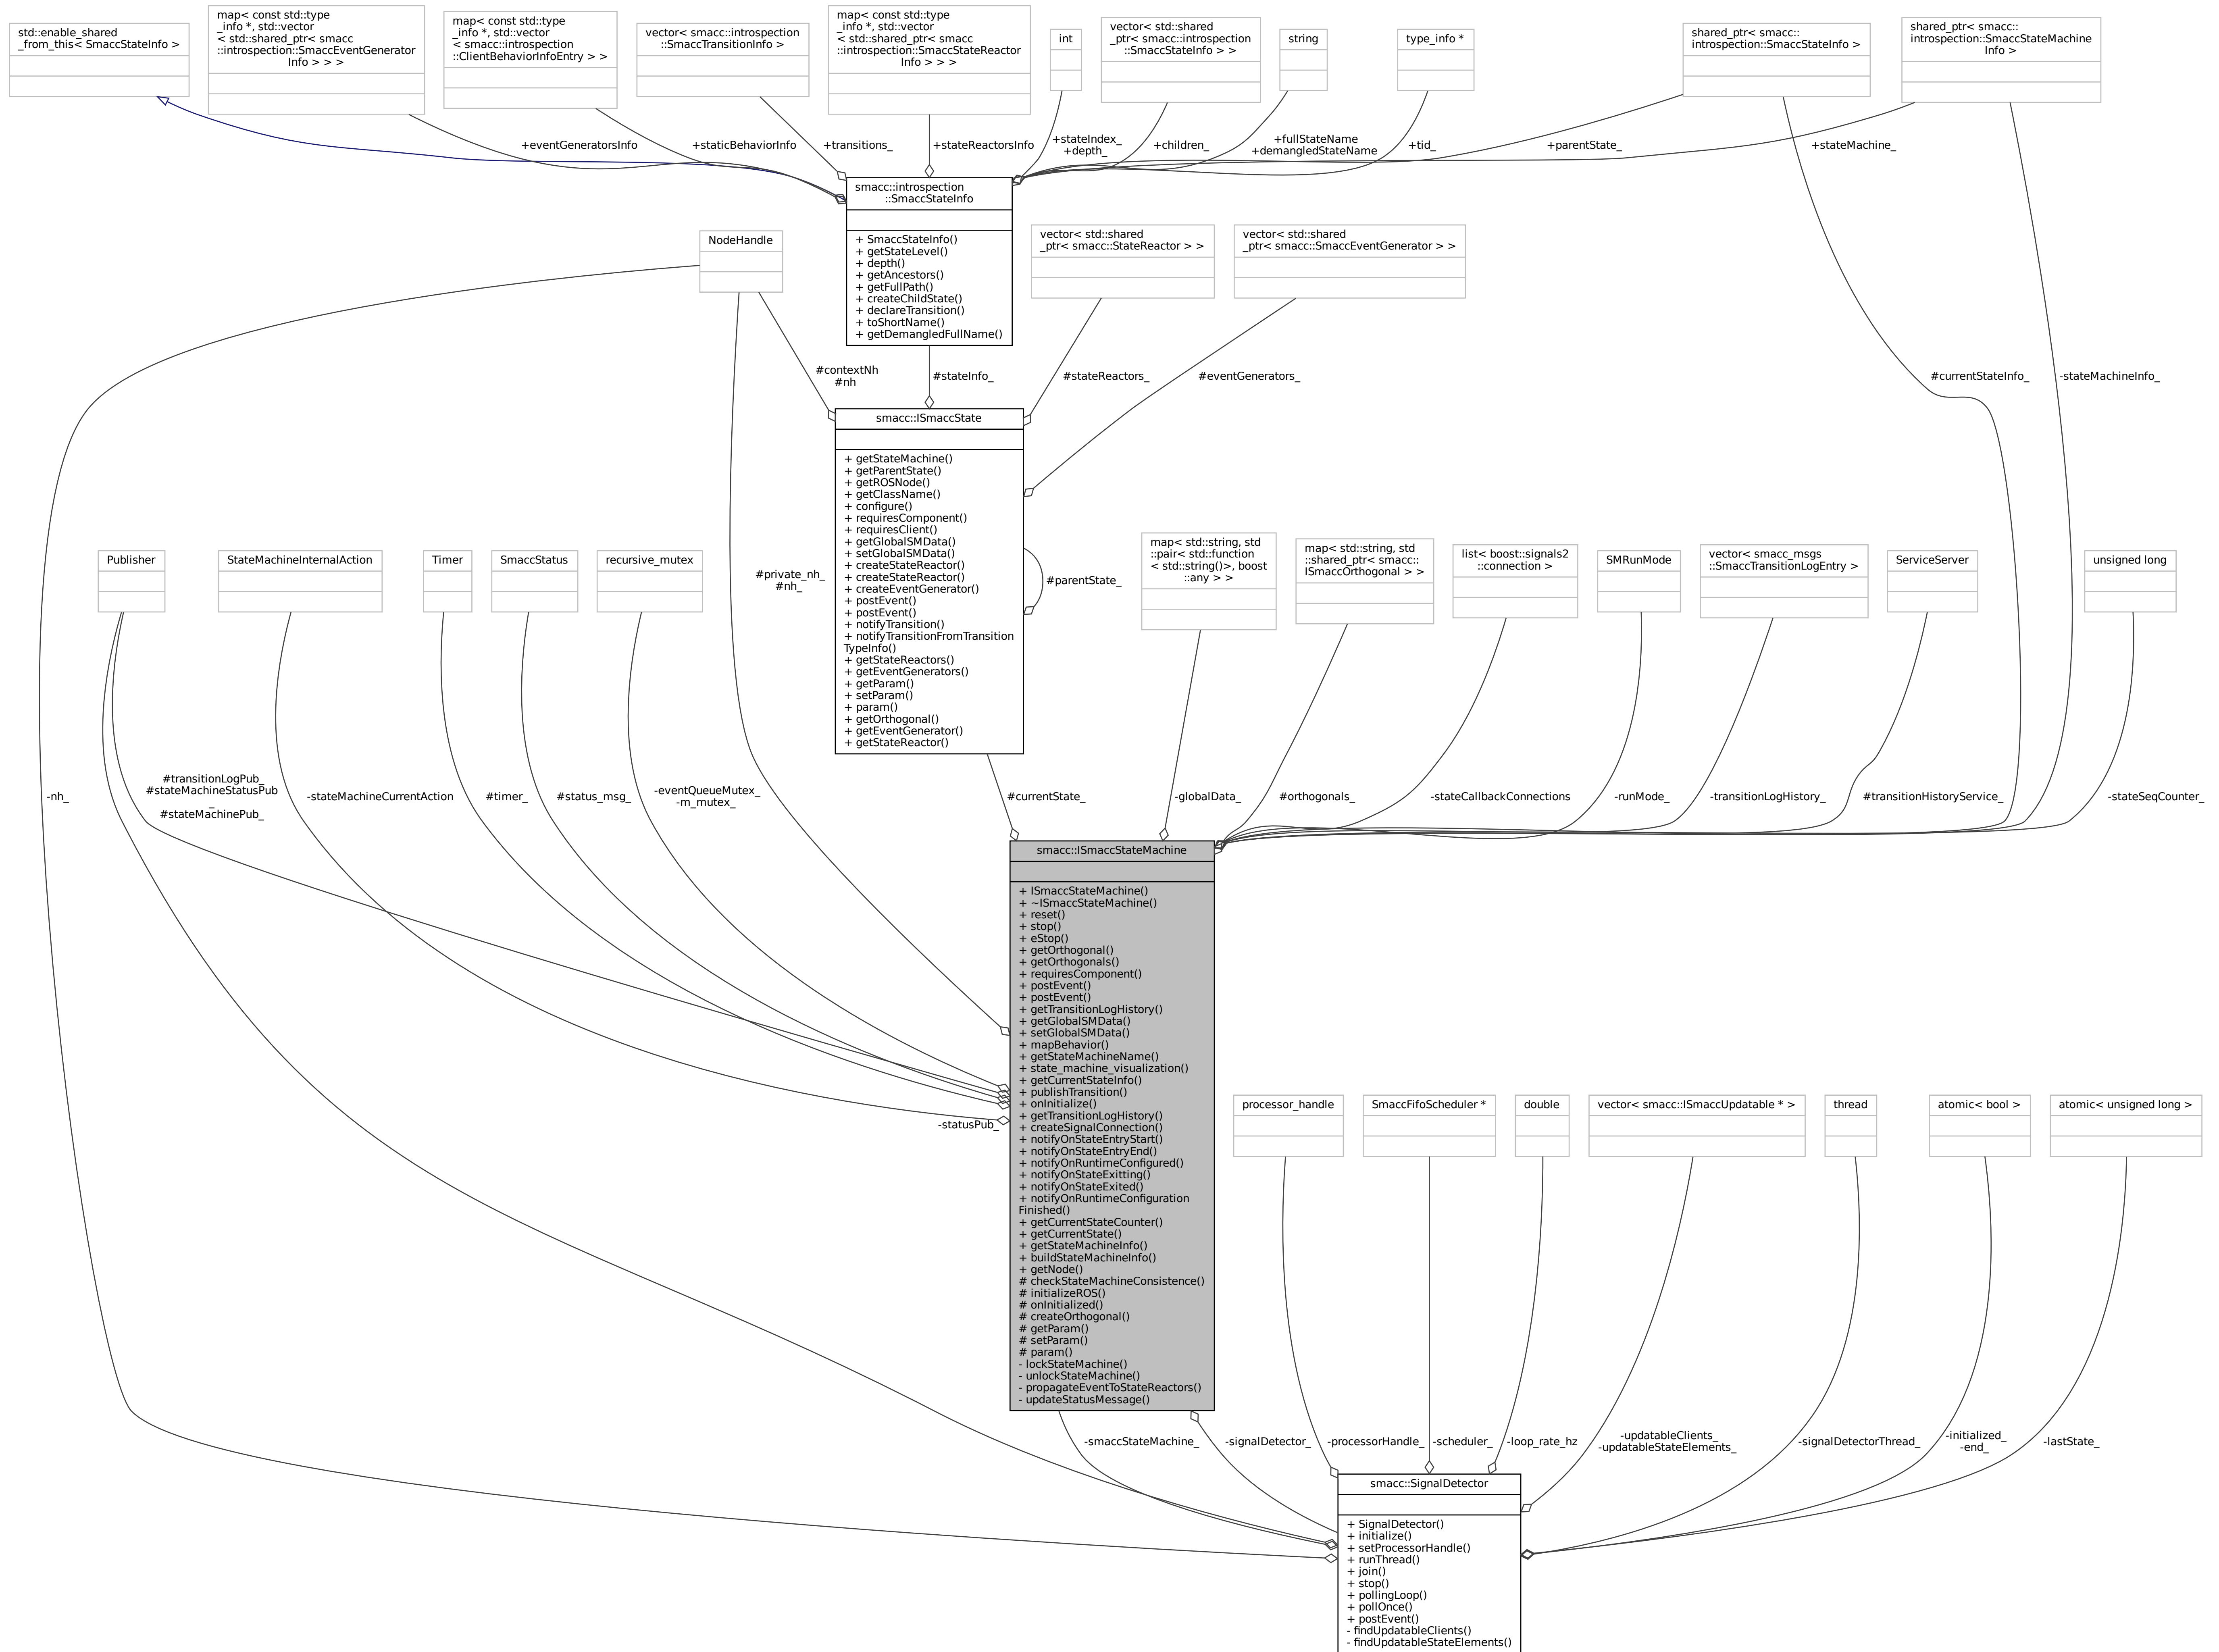 std::enable_shared
_from_this< SmaccStateInfo >
map< const std::type
_info *, std::vector
< std::shared_ptr< smacc
::introspection::SmaccEventGenerator
Info > > >
map< const std::type
_info *, std::vector
< smacc::introspection
::ClientBehaviorInfoEntry > >
vector< smacc::introspection
::SmaccTransitionInfo >
map< const std::type
_info *, std::vector
< std::shared_ptr< smacc
::introspection::SmaccStateReactor
Info > > >
int
vector< std::shared
_ptr< smacc::introspection
::SmaccStateInfo > >
string
type_info *
shared_ptr< smacc::
introspection::SmaccStateInfo >
shared_ptr< smacc::
introspection::SmaccStateMachine
Info >
+eventGeneratorsInfo
+staticBehaviorInfo
+transitions_
+stateReactorsInfo
+stateIndex_
+depth_
+children_
+fullStateName
+demangledStateName
+tid_
+parentState_
+stateMachine_
smacc::introspection
::SmaccStateInfo
+ SmaccStateInfo()
+ getStateLevel()
+ depth()
+ getAncestors()
+ getFullPath()
+ createChildState()
+ declareTransition()
+ toShortName()
+ getDemangledFullName()
NodeHandle
vector< std::shared
_ptr< smacc::StateReactor > >
vector< std::shared
_ptr< smacc::SmaccEventGenerator > >
#contextNh
#nh
#stateInfo_
#stateReactors_
#eventGenerators_
#currentStateInfo_
-stateMachineInfo_
smacc::ISmaccState
+ getStateMachine()
+ getParentState()
+ getROSNode()
+ getClassName()
+ configure()
+ requiresComponent()
+ requiresClient()
+ getGlobalSMData()
+ setGlobalSMData()
+ createStateReactor()
+ createStateReactor()
+ createEventGenerator()
+ postEvent()
+ postEvent()
+ notifyTransition()
+ notifyTransitionFromTransition
TypeInfo()
+ getStateReactors()
+ getEventGenerators()
+ getParam()
+ setParam()
+ param()
+ getOrthogonal()
+ getEventGenerator()
+ getStateReactor()
#private_nh_
#nh_
#parentState_
Publisher
StateMachineInternalAction
Timer
SmaccStatus
recursive_mutex
map< std::string, std
::pair< std::function
< std::string()>, boost
::any > >
map< std::string, std
::shared_ptr< smacc::
ISmaccOrthogonal > >
list< boost::signals2
::connection >
SMRunMode
vector< smacc_msgs
::SmaccTransitionLogEntry >
ServiceServer
unsigned long
-nh_
#transitionLogPub_
#stateMachineStatusPub
_
#stateMachinePub_
-stateMachineCurrentAction
#timer_
#status_msg_
-eventQueueMutex_
-m_mutex_
#currentState_
-globalData_
#orthogonals_
-stateCallbackConnections
-runMode_
-transitionLogHistory_
#transitionHistoryService_
-stateSeqCounter_
smacc::ISmaccStateMachine
+ ISmaccStateMachine()
+ ~ISmaccStateMachine()
+ reset()
+ stop()
+ eStop()
+ getOrthogonal()
+ getOrthogonals()
+ requiresComponent()
+ postEvent()
+ postEvent()
+ getTransitionLogHistory()
+ getGlobalSMData()
+ setGlobalSMData()
+ mapBehavior()
+ getStateMachineName()
+ state_machine_visualization()
+ getCurrentStateInfo()
+ publishTransition()
+ onInitialize()
+ getTransitionLogHistory()
+ createSignalConnection()
+ notifyOnStateEntryStart()
+ notifyOnStateEntryEnd()
+ notifyOnRuntimeConfigured()
+ notifyOnStateExitting()
+ notifyOnStateExited()
+ notifyOnRuntimeConfiguration
Finished()
+ getCurrentStateCounter()
+ getCurrentState()
+ getStateMachineInfo()
+ buildStateMachineInfo()
+ getNode()
# checkStateMachineConsistence()
# initializeROS()
# onInitialized()
# createOrthogonal()
# getParam()
# setParam()
# param()
- lockStateMachine()
- unlockStateMachine()
- propagateEventToStateReactors()
- updateStatusMessage()
-statusPub_
processor_handle
SmaccFifoScheduler *
double
vector< smacc::ISmaccUpdatable * >
thread
atomic< bool >
atomic< unsigned long >
-smaccStateMachine_
-signalDetector_
-processorHandle_
-scheduler_
-loop_rate_hz
-updatableClients_
-updatableStateElements_
-signalDetectorThread_
-initialized_
-end_
-lastState_
smacc::SignalDetector
+ SignalDetector()
+ initialize()
+ setProcessorHandle()
+ runThread()
+ join()
+ stop()
+ pollingLoop()
+ pollOnce()
+ postEvent()
- findUpdatableClients()
- findUpdatableStateElements()